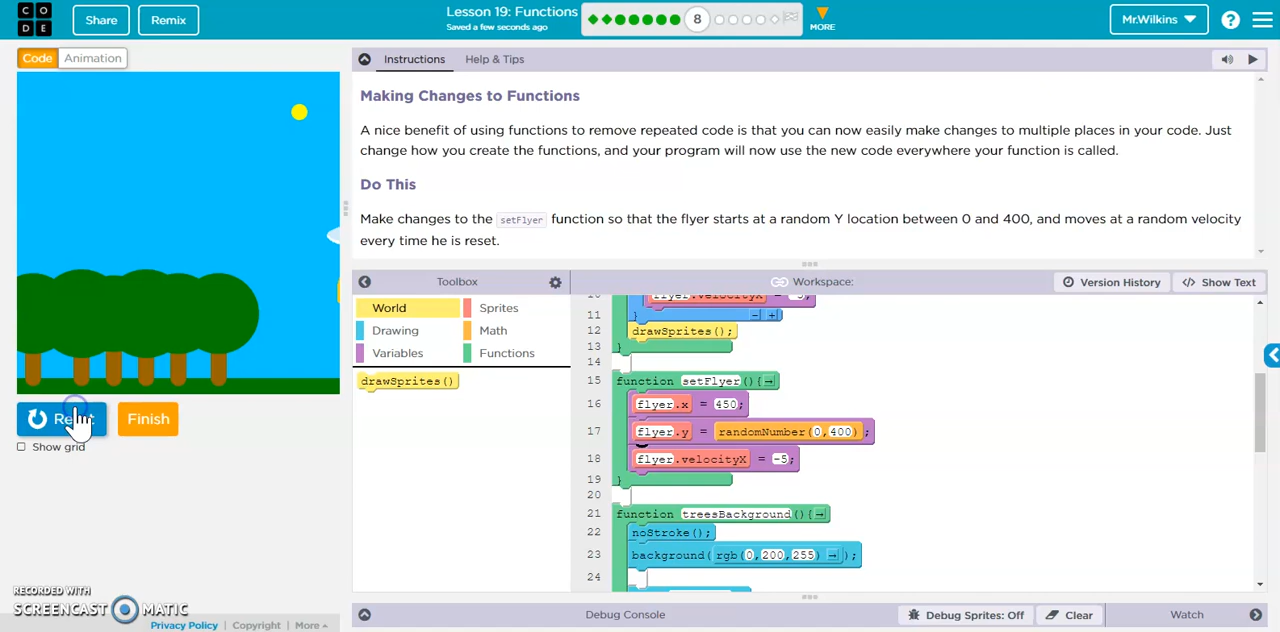 C O
D E
Share
Remix
Lesson 19: Functions
Saved a few seconds ago
8
MORE
Mr.Wilkins
?
Code
Animation
Instructions
Help & Tips
Making Changes to Functions
A nice benefit of using functions to remove repeated code is that you can now easily make changes to multiple places in your code. Just
change how you create the functions, and your program will now use the new code everywhere your function is called.
Do This
Make changes to the setFlyer function so that the flyer starts at a random Y location between 0 and 400, and moves at a random velocity
every time he is reset.
Toolbox
Workspace:
Version History
</> Show Text
World
Sprites
Drawing
Math
Variables
Functions
drawSprites()
10 flyer.velocityX = -5;
11 } - +
12 drawSprites();
13 }
14
15 function setFlyer(){
16 flyer.x = 450;
17 flyer.y = randomNumber(0,400);
18 flyer.velocityX = -5;
19 }
20
21 function treesBackground(){
22 noStroke();
23 background( rgb(0,200,255) );
24
Finish
Show grid
RECORDED WITH
SCREENCAST MATIC
Privacy Policy | Copyright | More
Debug Console
Debug Sprites: Off
Clear
Watch